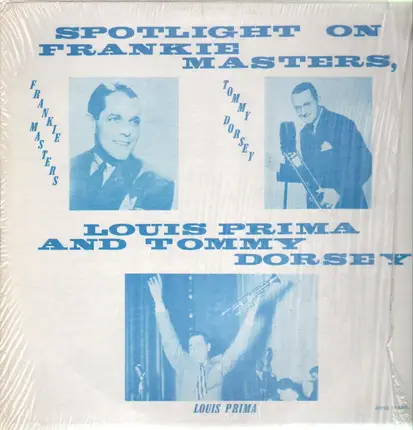 SPOTLIGHT ON
FRANKIE
MASTERS,
FRANKIE MASTERS
TOMMY DORSEY
LOUIS PRIMA
AND TOMMY
DORSEY
LOUIS PRIMA